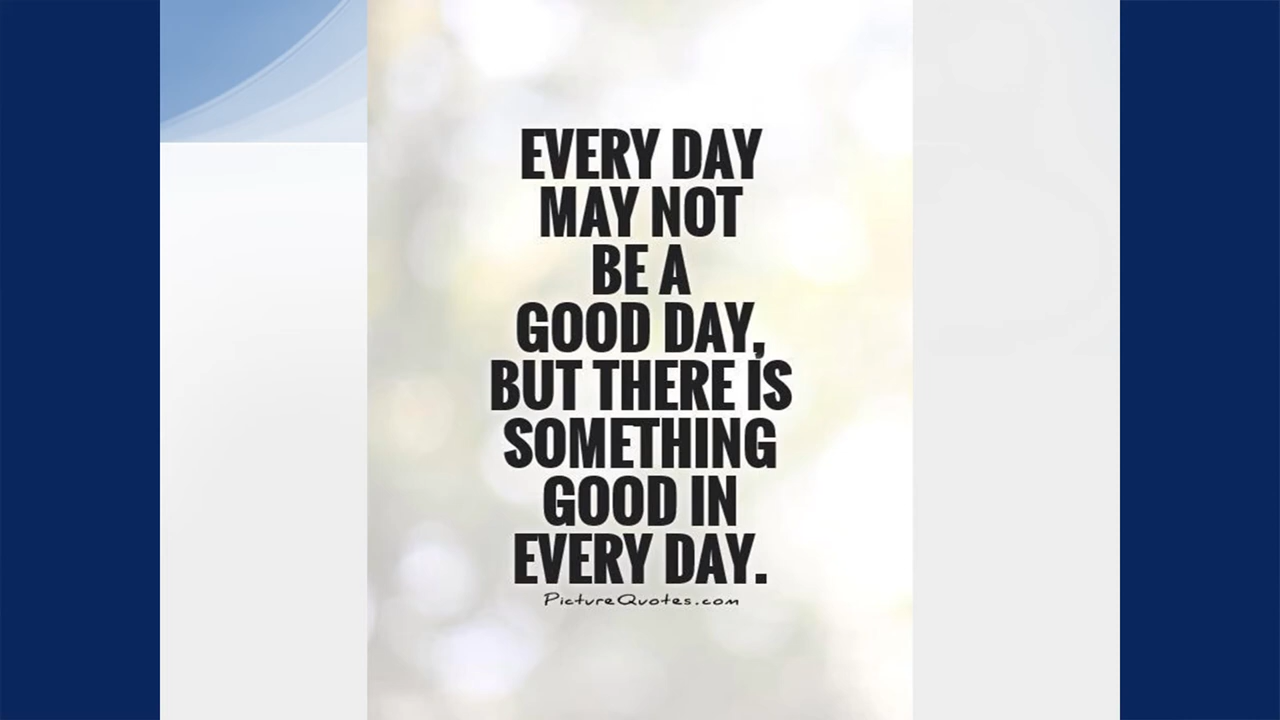 EVERY DAY
MAY NOT
BE A
GOOD DAY,
BUT THERE IS
SOMETHING
GOOD IN
EVERY DAY.
PictureQuotes.com